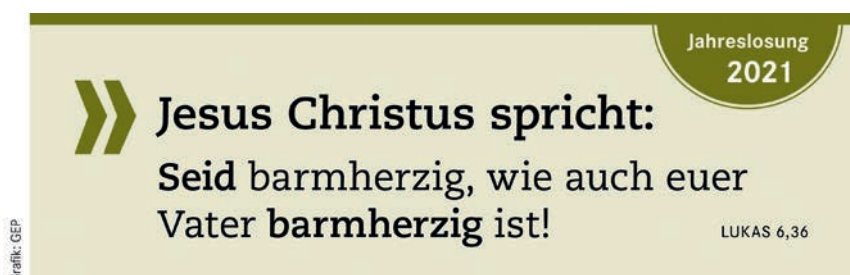 Jahreslosung
2021
Jesus Christus spricht:
Seid barmherzig, wie auch euer
Vater barmherzig ist!
LUKAS 6,36
rafik: GEP